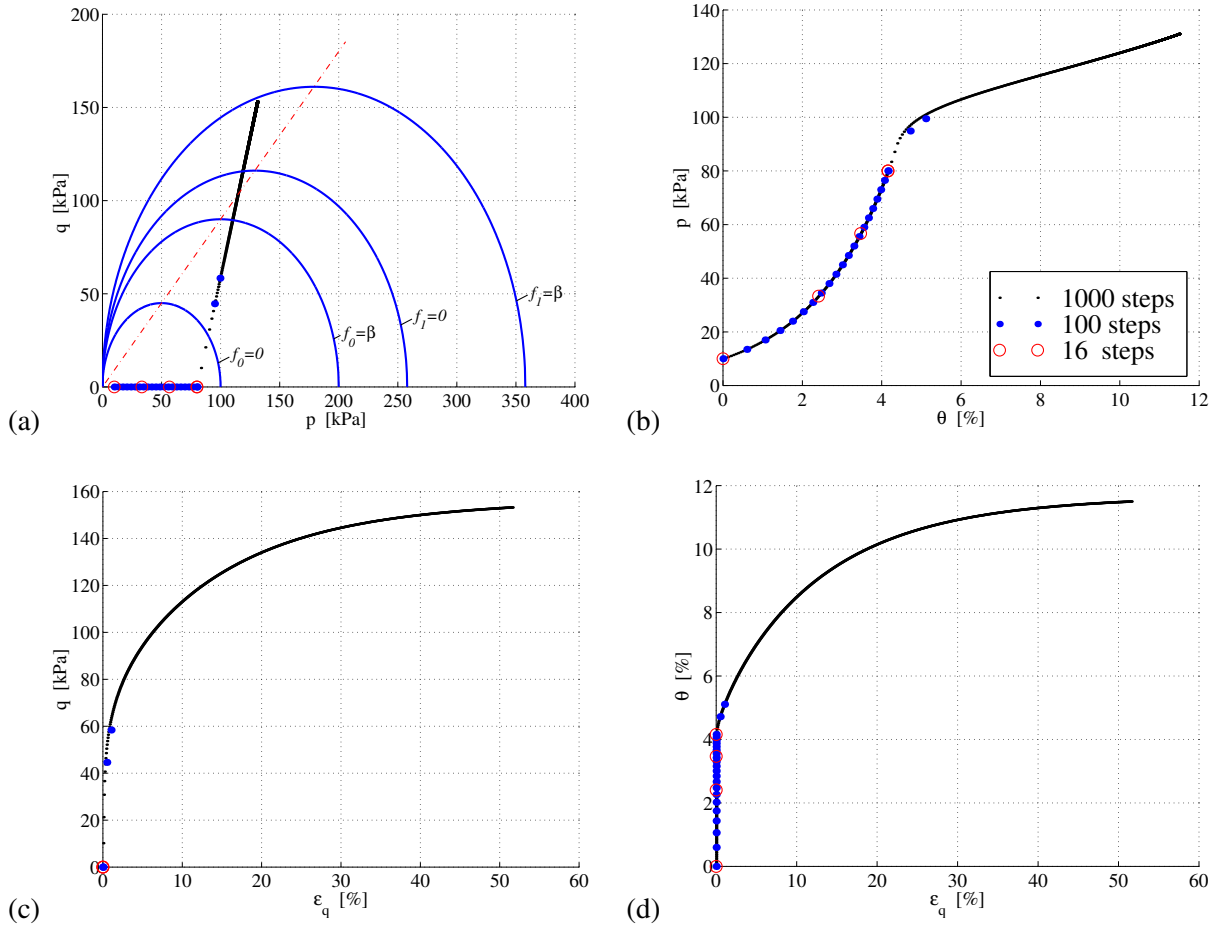 200
150
100
50
0
q [kPa]
f₀=0
f₀=β
f₁=0
f₁=β
0 50 100 150 200 250 300 350 400
p [kPa]
(a)
140
120
100
80
60
40
20
0
p [kPa]
1000 steps
100 steps
16 steps
0 2 4 6 8 10 12
θ [%]
(b)
160
140
120
100
80
60
40
20
0
q [kPa]
0 10 20 30 40 50 60
ε_q [%]
(c)
12
10
8
6
4
2
0
θ [%]
0 10 20 30 40 50 60
ε_q [%]
(d)